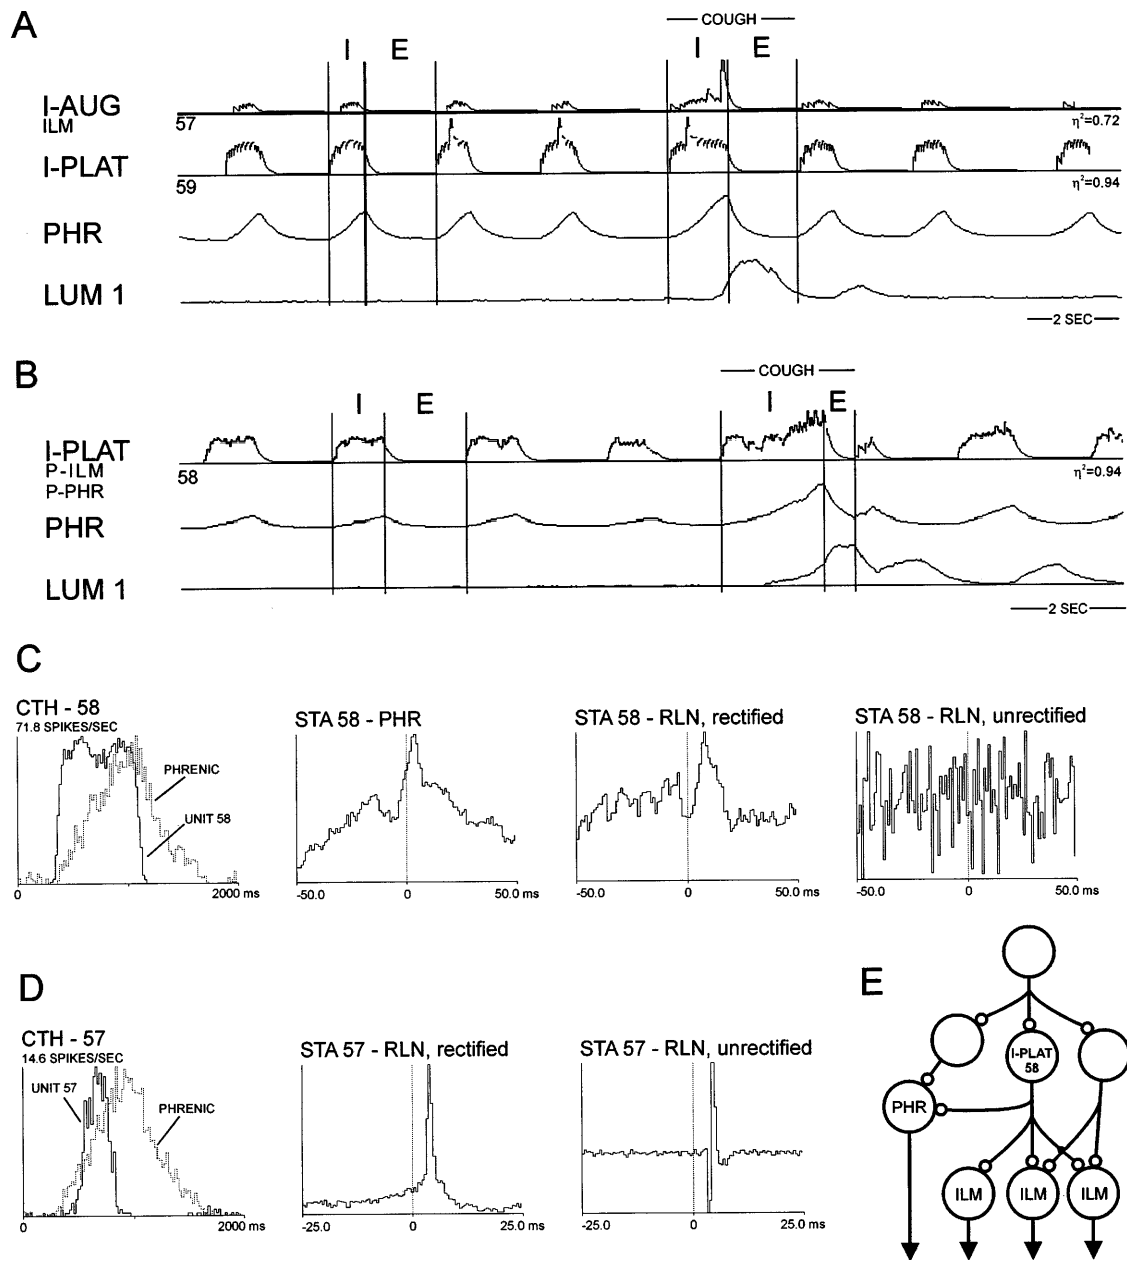 A
COUGH
I E I E
I-AUG
ILM
57
η²=0.72
I-PLAT
59
η²=0.94
PHR
LUM 1
2 SEC
B
COUGH
I E I E
I-PLAT
P-ILM
P-PHR
58
η²=0.94
PHR
LUM 1
2 SEC
C
CTH - 58
71.8 SPIKES/SEC
PHRENIC
UNIT 58
0 2000 ms
STA 58 - PHR
-50.0 0 50.0 ms
STA 58 - RLN, rectified
-50.0 0 50.0 ms
STA 58 - RLN, unrectified
-50.0 0 50.0 ms
D
CTH - 57
14.6 SPIKES/SEC
UNIT 57
PHRENIC
0 2000 ms
STA 57 - RLN, rectified
-25.0 0 25.0 ms
STA 57 - RLN, unrectified
-25.0 0 25.0 ms
E
I-PLAT
58
PHR
ILM ILM ILM